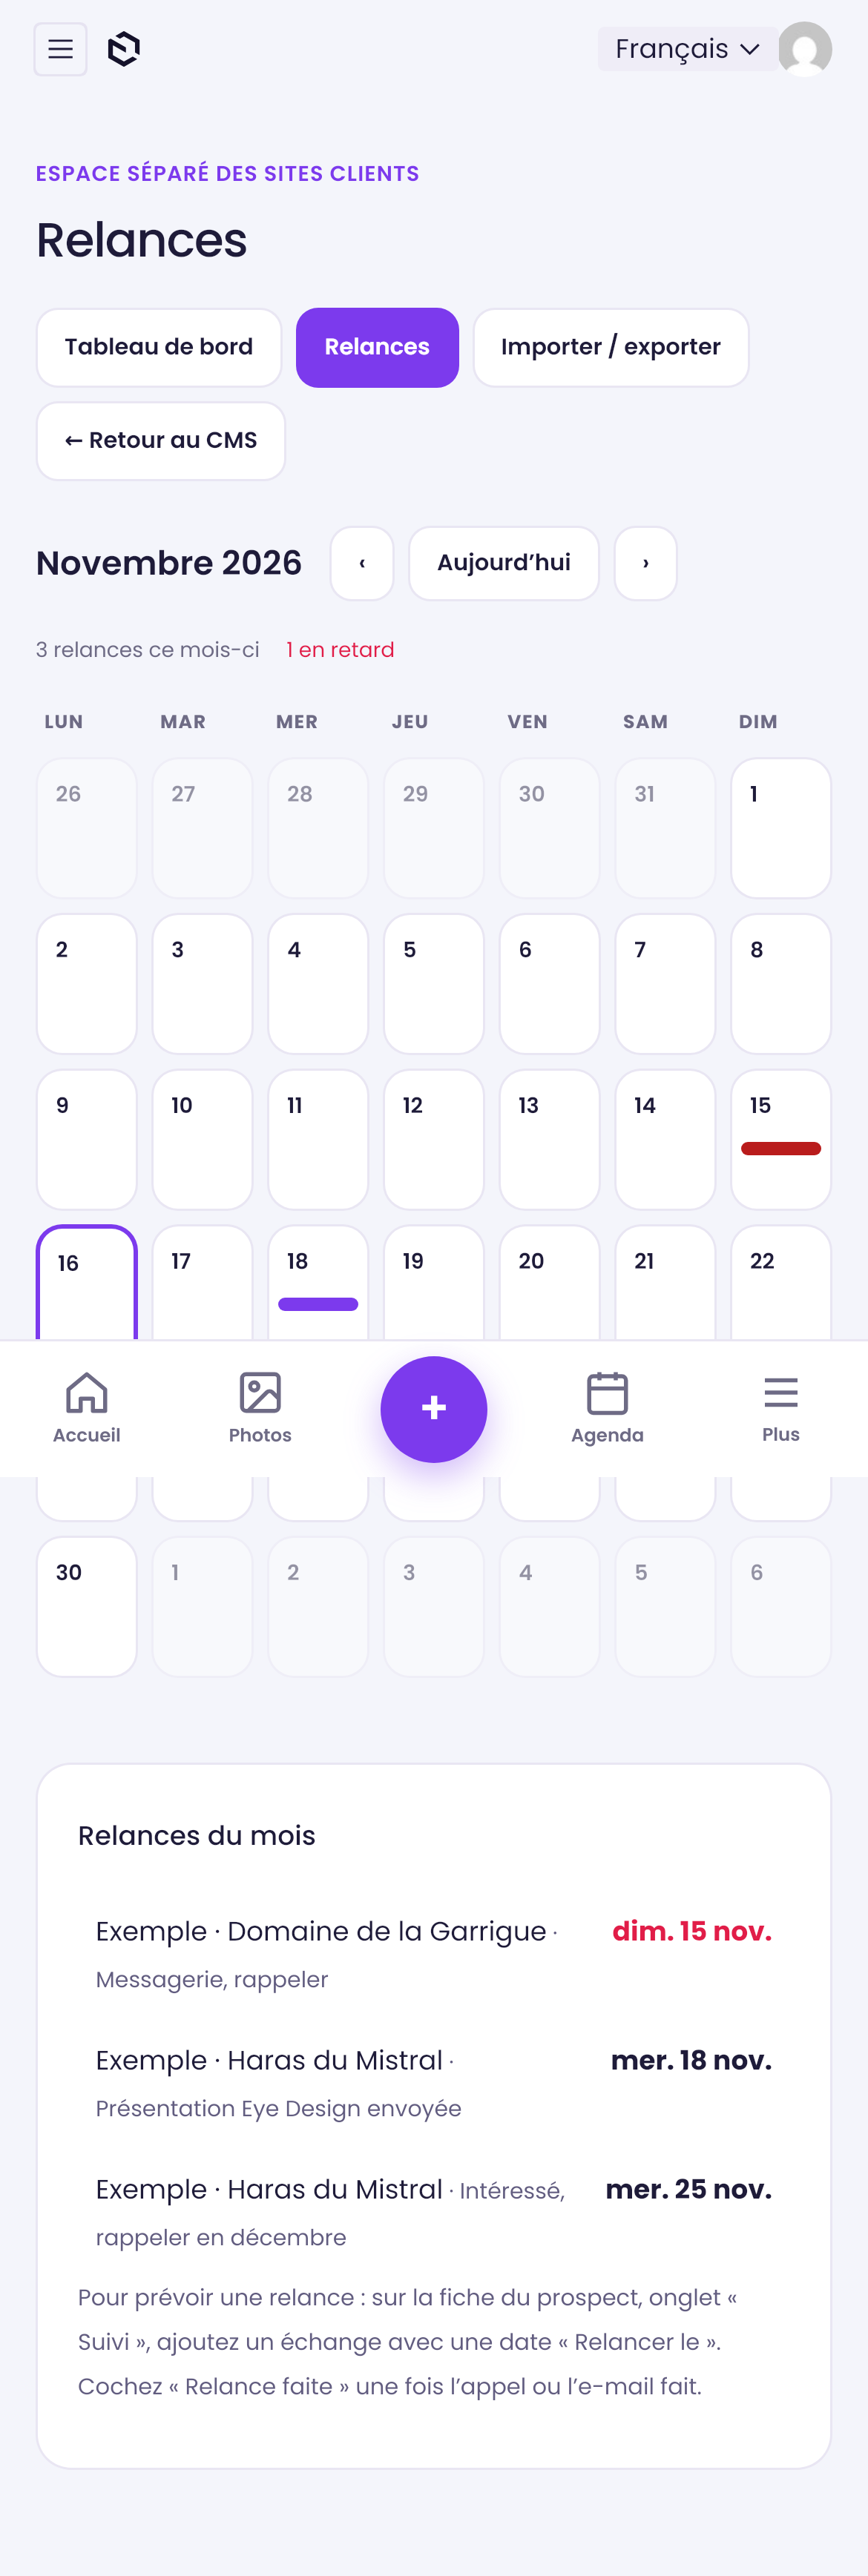 Français
ESPACE SÉPARÉ DES SITES CLIENTS
Relances
Tableau de bord
Relances
Importer / exporter
← Retour au CMS
Novembre 2026
‹
Aujourd’hui
›
3 relances ce mois-ci
1 en retard
LUN MAR MER JEU VEN SAM DIM
26 27 28 29 30 31 1
2 3 4 5 6 7 8
9 10 11 12 13 14 15
16 17 18 19 20 21 22
+
Accueil Photos Agenda Plus
30 1 2 3 4 5 6
Relances du mois
Exemple · Domaine de la Garrigue · dim. 15 nov.
Messagerie, rappeler
Exemple · Haras du Mistral · mer. 18 nov.
Présentation Eye Design envoyée
Exemple · Haras du Mistral · Intéressé, mer. 25 nov.
rappeler en décembre
Pour prévoir une relance : sur la fiche du prospect, onglet «
Suivi », ajoutez un échange avec une date « Relancer le ».
Cochez « Relance faite » une fois l’appel ou l’e-mail fait.